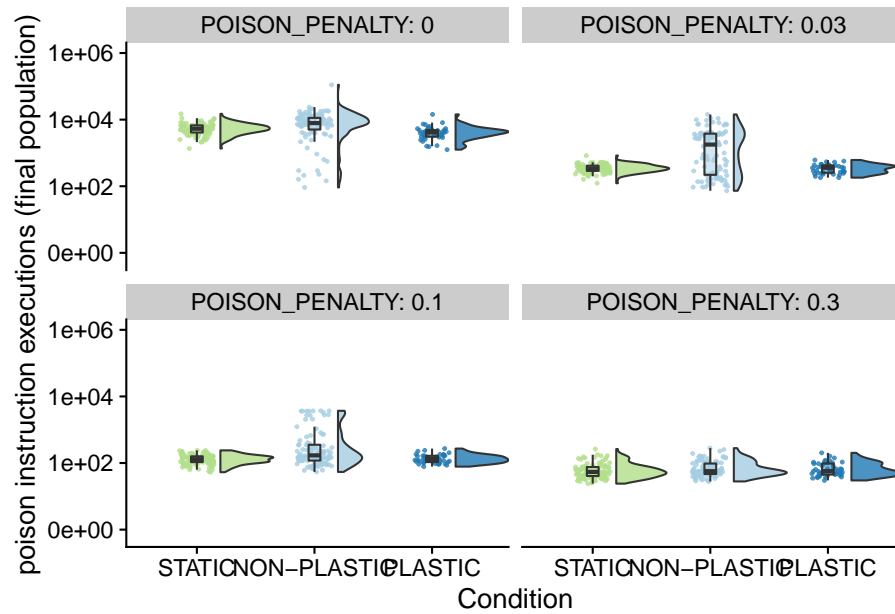 POISON_PENALTY: 0
POISON_PENALTY: 0.03
1e+06
1e+04
1e+02
0e+00
POISON_PENALTY: 0.1
POISON_PENALTY: 0.3
1e+06
1e+04
1e+02
0e+00
STATIC NON−PLASTIC PLASTIC
STATIC NON−PLASTIC PLASTIC
Condition
poison instruction executions (final population)